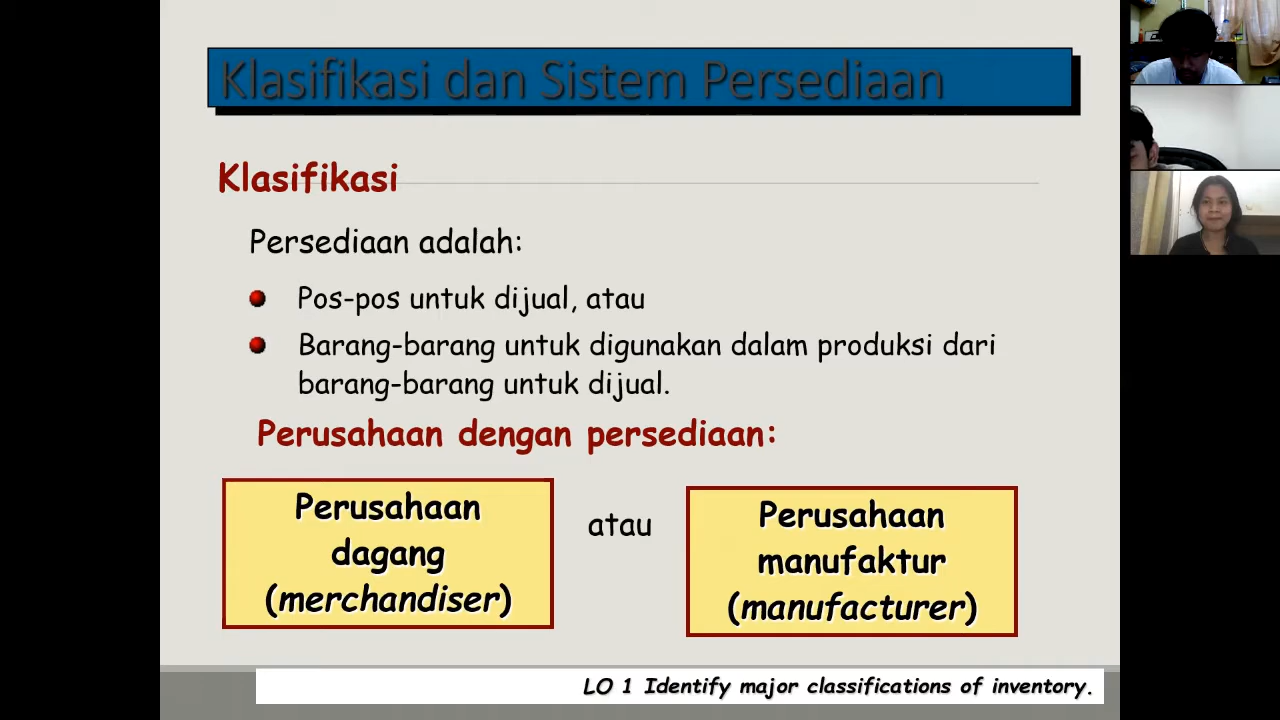 Klasifikasi dan Sistem Persediaan
Klasifikasi
Persediaan adalah:
Pos-pos untuk dijual, atau
Barang-barang untuk digunakan dalam produksi dari
barang-barang untuk dijual.
Perusahaan dengan persediaan:
Perusahaan
dagang
(merchandiser)
atau
Perusahaan
manufaktur
(manufacturer)
LO 1 Identify major classifications of inventory.